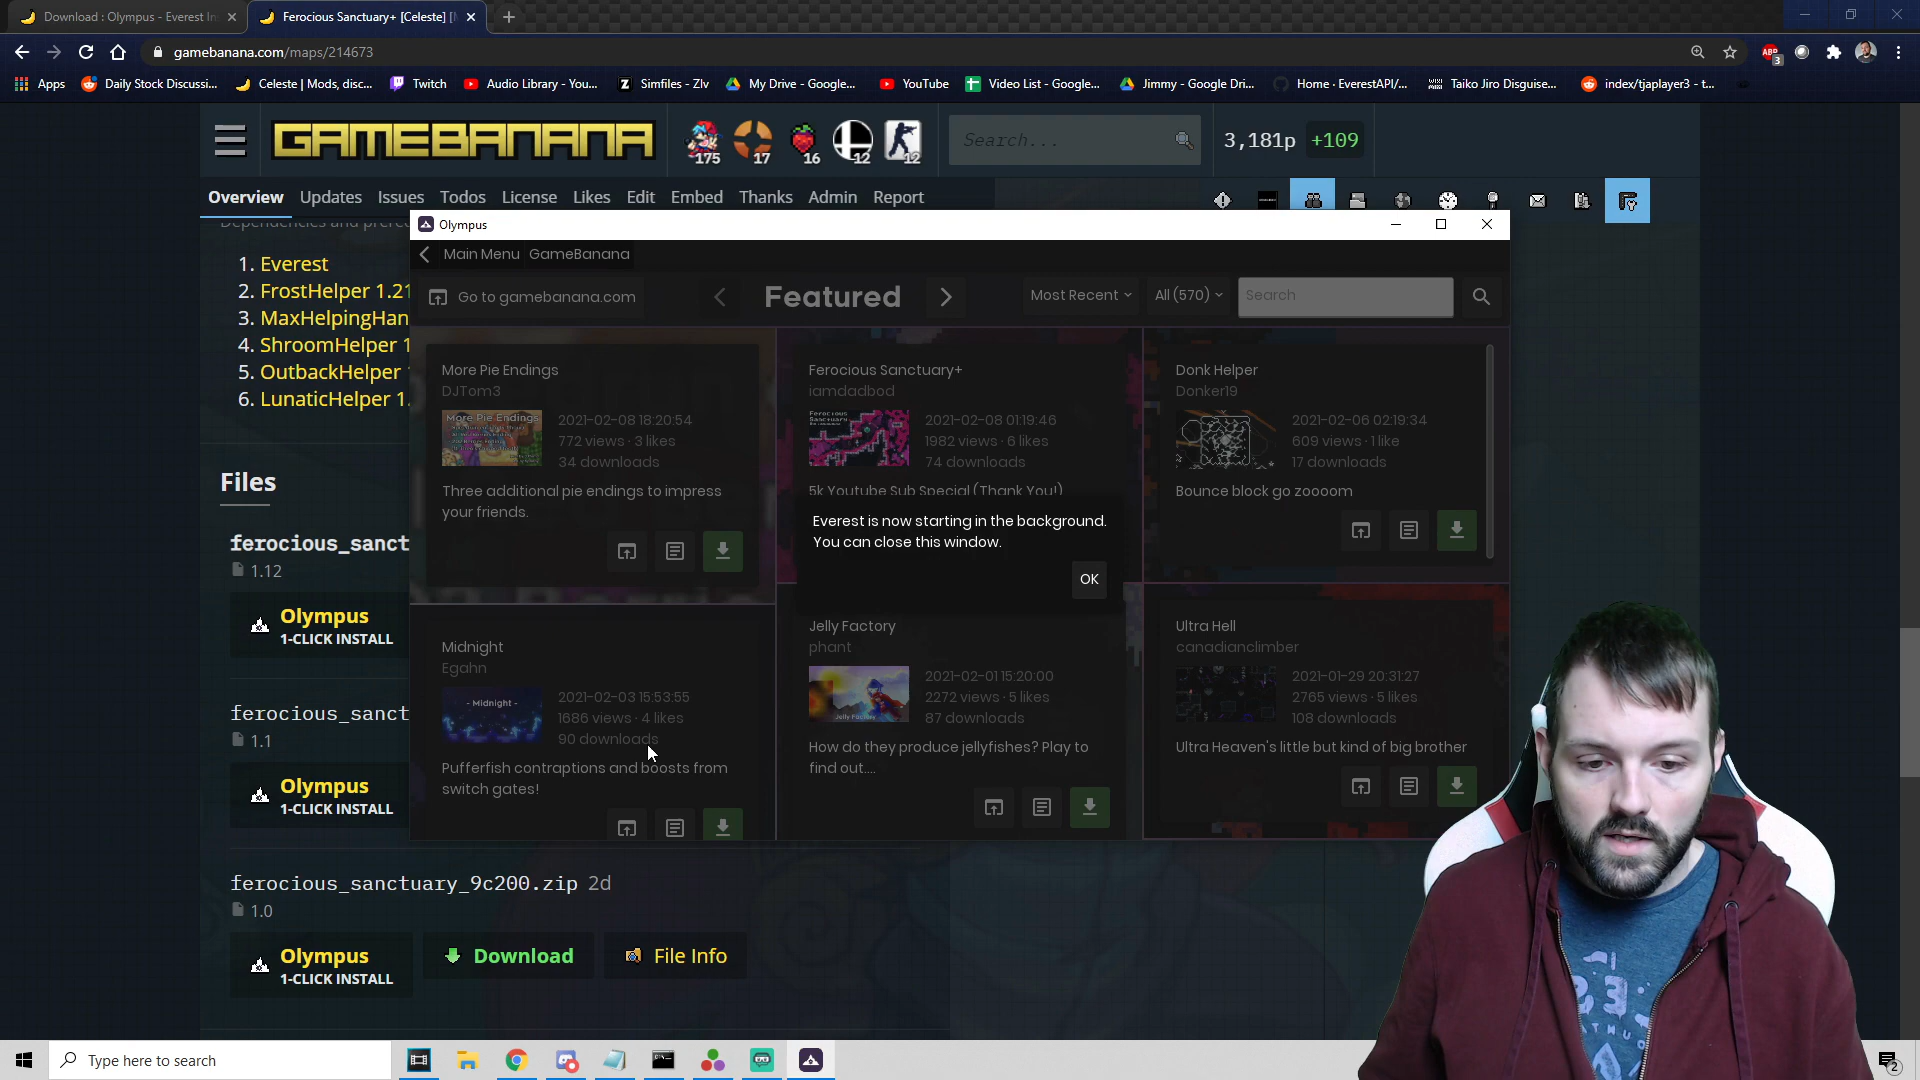 Download : Olympus - Everest In
Ferocious Sanctuary+ [Celeste] [
gamebanana.com/maps/214673
3
Apps
Daily Stock Discussi...
Celeste | Mods, disc...
Twitch
Audio Library - You...
Simfiles - ZIv
My Drive - Google...
YouTube
Video List - Google...
Jimmy - Google Dri...
Home · EverestAPI/...
Taiko Jiro Disguise...
index/tjaplayer3 - t...
GAMEBANANA
175
17
16
12
12
Search...
3,181p +109
Overview Updates Issues Todos License Likes Edit Embed Thanks Admin Report
1. Everest
2. FrostHelper 1.21
3. MaxHelpingHan
4. ShroomHelper 1
5. OutbackHelper
6. LunaticHelper 1.
Files
ferocious_sanct
1.12
Olympus
1-CLICK INSTALL
ferocious_sanct
1.1
Olympus
1-CLICK INSTALL
ferocious_sanctuary_9c200.zip 2d
1.0
Olympus
1-CLICK INSTALL
Download
File Info
Olympus
Main Menu GameBanana
Go to gamebanana.com
Featured
Most Recent
All (570)
Search
More Pie Endings
DJTom3
More Pie Endings
2021-02-08 18:20:54
772 views · 3 likes
34 downloads
Three additional pie endings to impress
your friends.
Ferocious Sanctuary+
iamdadbod
Ferocious
Sanctuary
2021-02-08 01:19:46
1982 views · 6 likes
74 downloads
5k Youtube Sub Special (Thank You!)
Donk Helper
Donker19
2021-02-06 02:19:34
609 views · 1 like
17 downloads
Bounce block go zoooom
Everest is now starting in the background.
You can close this window.
OK
Midnight
Egahn
- Midnight -
2021-02-03 15:53:55
1686 views · 4 likes
90 downloads
Pufferfish contraptions and boosts from
switch gates!
Jelly Factory
phant
Jelly Factory
2021-02-01 15:20:00
2272 views · 5 likes
87 downloads
How do they produce jellyfishes? Play to
find out....
Ultra Hell
canadianclimber
2021-01-29 20:31:27
2765 views · 5 likes
108 downloads
Ultra Heaven's little but kind of big brother
Type here to search
2